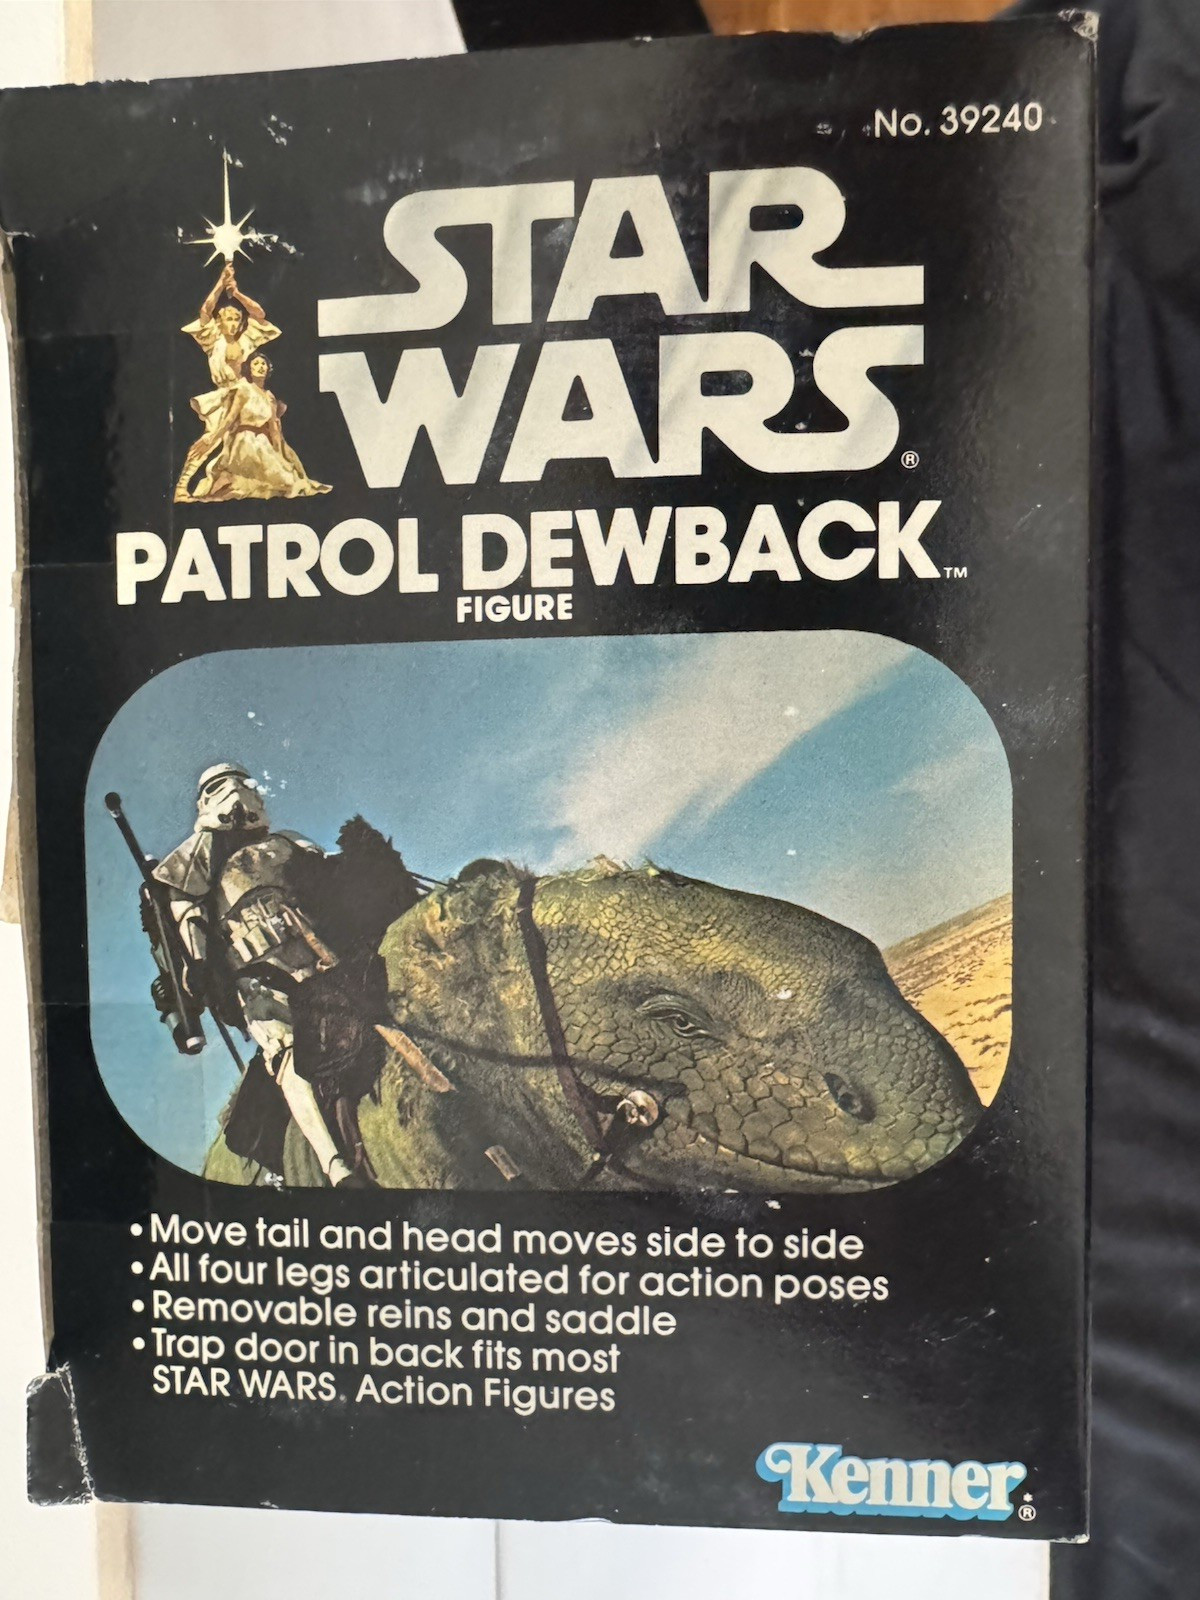 No. 39240
STAR
WARS®
PATROL DEWBACK™
FIGURE
• Move tail and head moves side to side
• All four legs articulated for action poses
• Removable reins and saddle
• Trap door in back fits most
STAR WARS. Action Figures
Kenner®